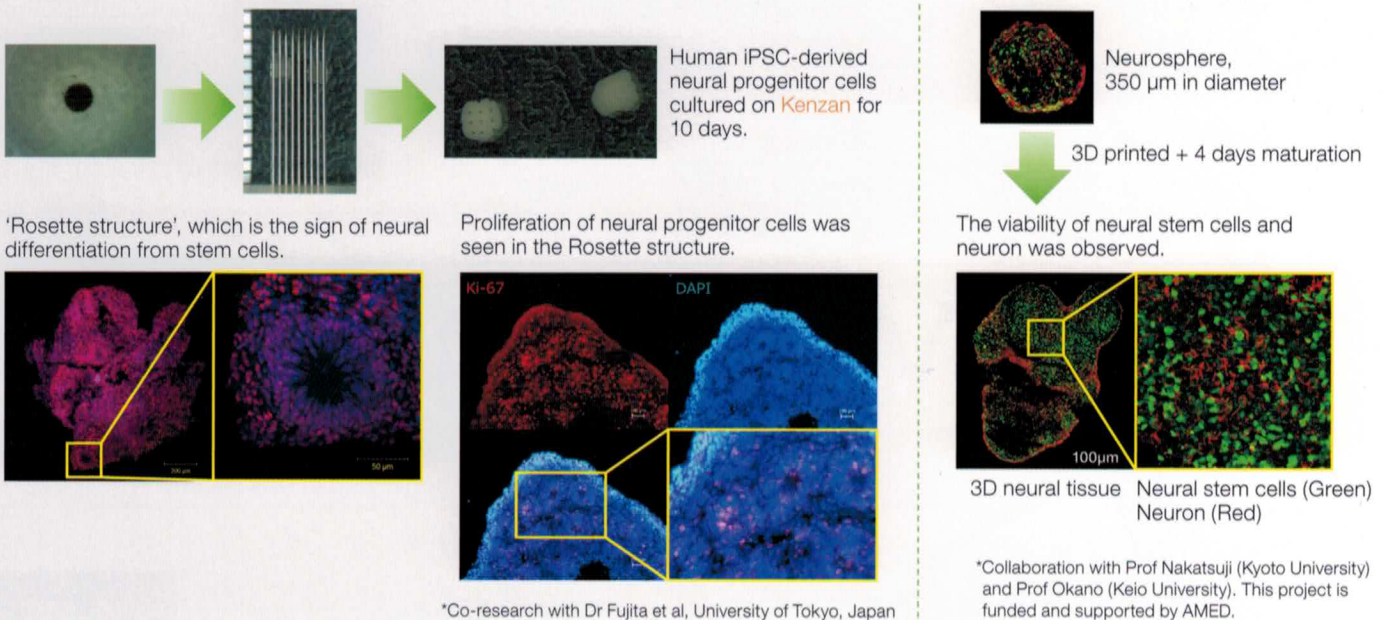 Human iPSC-derived
neural progenitor cells
cultured on Kenzan for
10 days.
'Rosette structure', which is the sign of neural
differentiation from stem cells.
Proliferation of neural progenitor cells was
seen in the Rosette structure.
Ki-67
DAPI
50 µm
*Co-research with Dr Fujita et al, University of Tokyo, Japan
Neurosphere,
350 µm in diameter
3D printed + 4 days maturation
The viability of neural stem cells and
neuron was observed.
100µm
3D neural tissue
Neural stem cells (Green)
Neuron (Red)
*Collaboration with Prof Nakatsuji (Kyoto University)
and Prof Okano (Keio University). This project is
funded and supported by AMED.